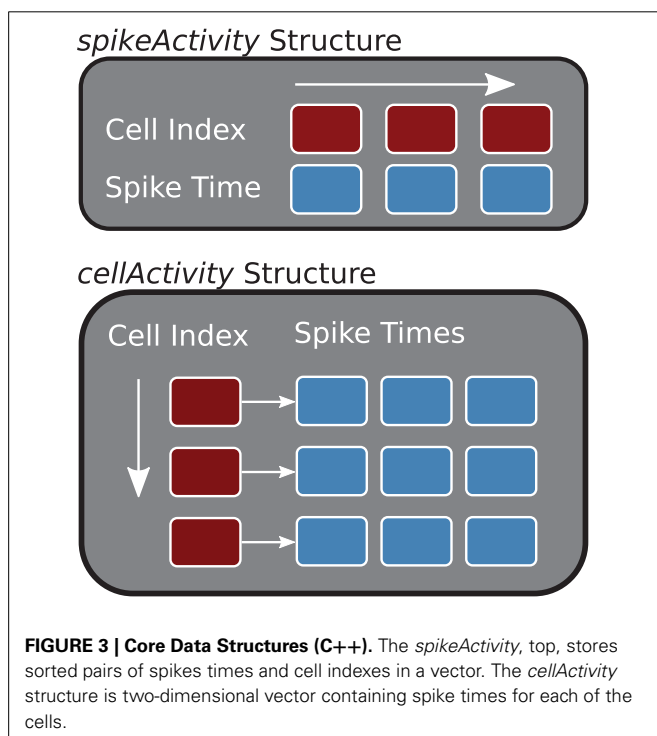 spikeActivity Structure
Cell Index
Spike Time
cellActivity Structure
Cell Index Spike Times
FIGURE 3 | Core Data Structures (C++). The spikeActivity, top, stores
sorted pairs of spikes times and cell indexes in a vector. The cellActivity
structure is two-dimensional vector containing spike times for each of the
cells.